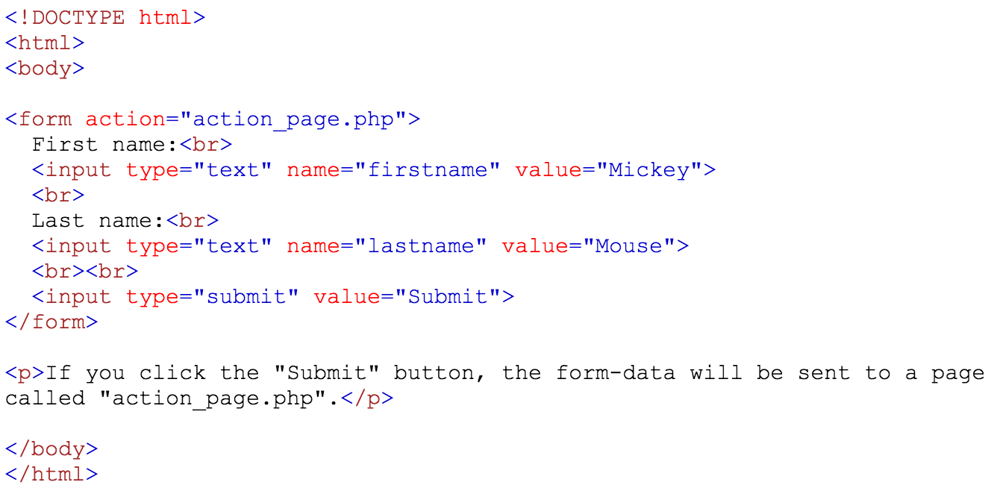 <!DOCTYPE html>
<html>
<body>
<form action="action_page.php">
First name:<br>
<input type="text" name="firstname" value="Mickey">
<br>
Last name:<br>
<input type="text" name="lastname" value="Mouse">
<br><br>
<input type="submit" value="Submit">
</form>
<p>If you click the "Submit" button, the form-data will be sent to a page
called "action_page.php".</p>
</body>
</html>